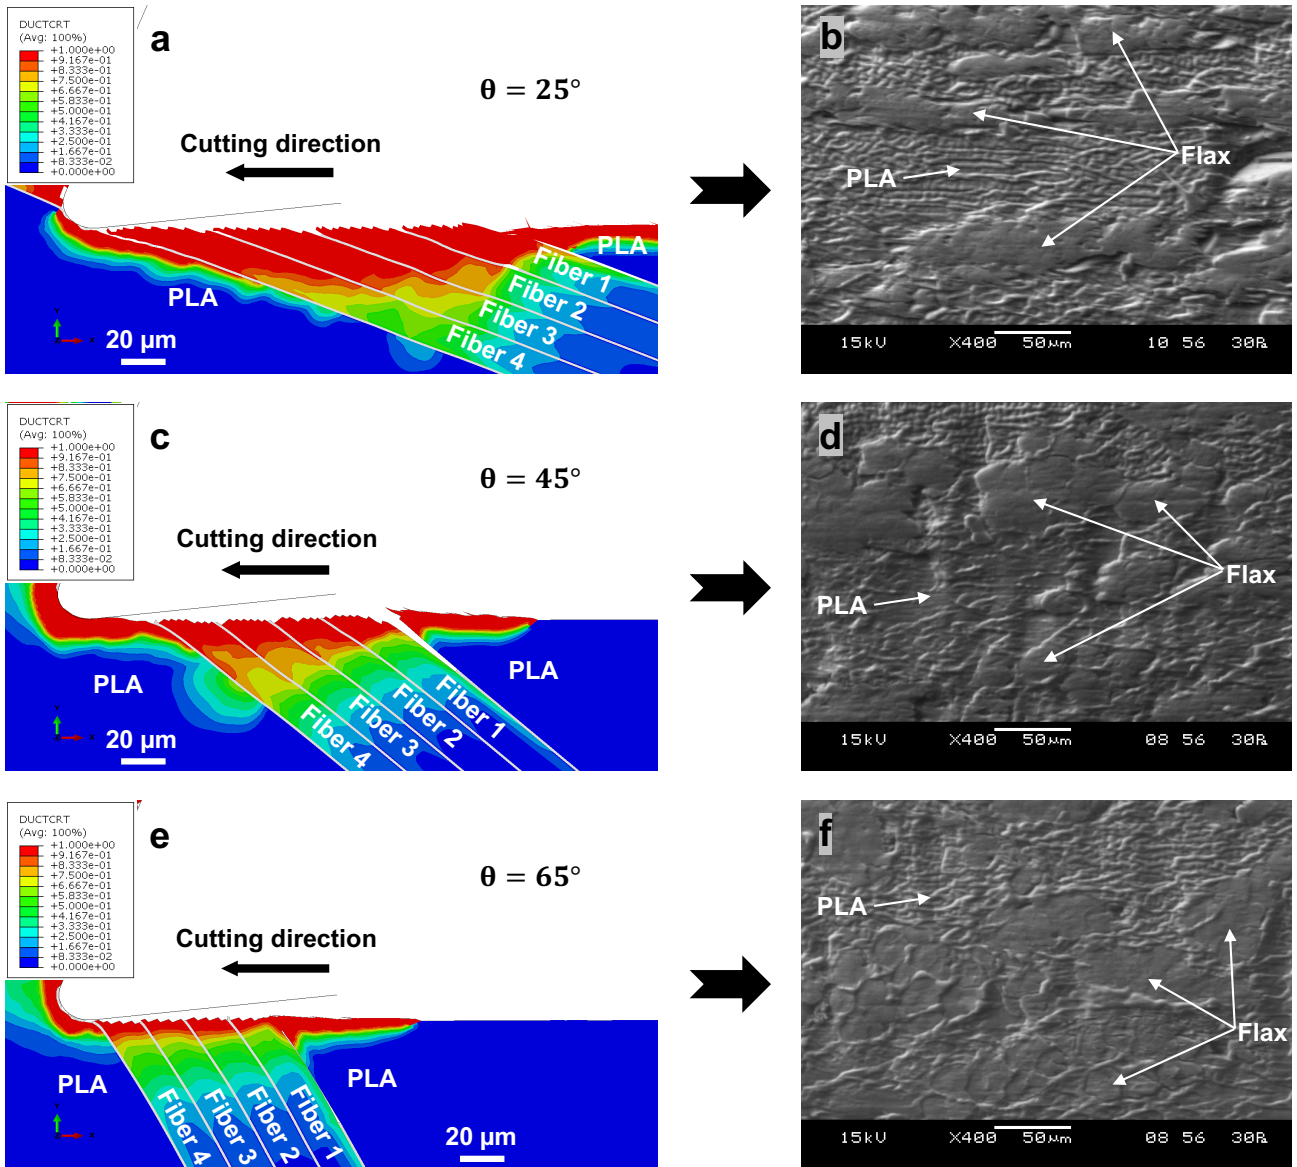 DUCTCRT
(Avg: 100%)
+1.000e+00
+9.167e-01
+8.333e-01
+7.500e-01
+6.667e-01
+5.833e-01
+5.000e-01
+4.167e-01
+3.333e-01
+2.500e-01
+1.667e-01
+8.333e-02
+0.000e+00
a
θ = 25°
Cutting direction
PLA
PLA
Fiber 1
Fiber 2
Fiber 3
Fiber 4
20 µm
b
Flax
PLA
15kV X400 50µm 10 56
DUCTCRT
(Avg: 100%)
+1.000e+00
+9.167e-01
+8.333e-01
+7.500e-01
+6.667e-01
+5.833e-01
+5.000e-01
+4.167e-01
+3.333e-01
+2.500e-01
+1.667e-01
+8.333e-02
+0.000e+00
c
θ = 45°
Cutting direction
PLA
PLA
Fiber 1
Fiber 2
Fiber 3
Fiber 4
20 µm
d
Flax
PLA
15kV X400 50µm 08 56
DUCTCRT
(Avg: 100%)
+1.000e+00
+9.167e-01
+8.333e-01
+7.500e-01
+6.667e-01
+5.833e-01
+5.000e-01
+4.167e-01
+3.333e-01
+2.500e-01
+1.667e-01
+8.333e-02
+0.000e+00
e
θ = 65°
Cutting direction
PLA
PLA
Fiber 4
Fiber 3
Fiber 2
Fiber 1
20 µm
f
PLA
Flax
15kV X400 50µm 08 56